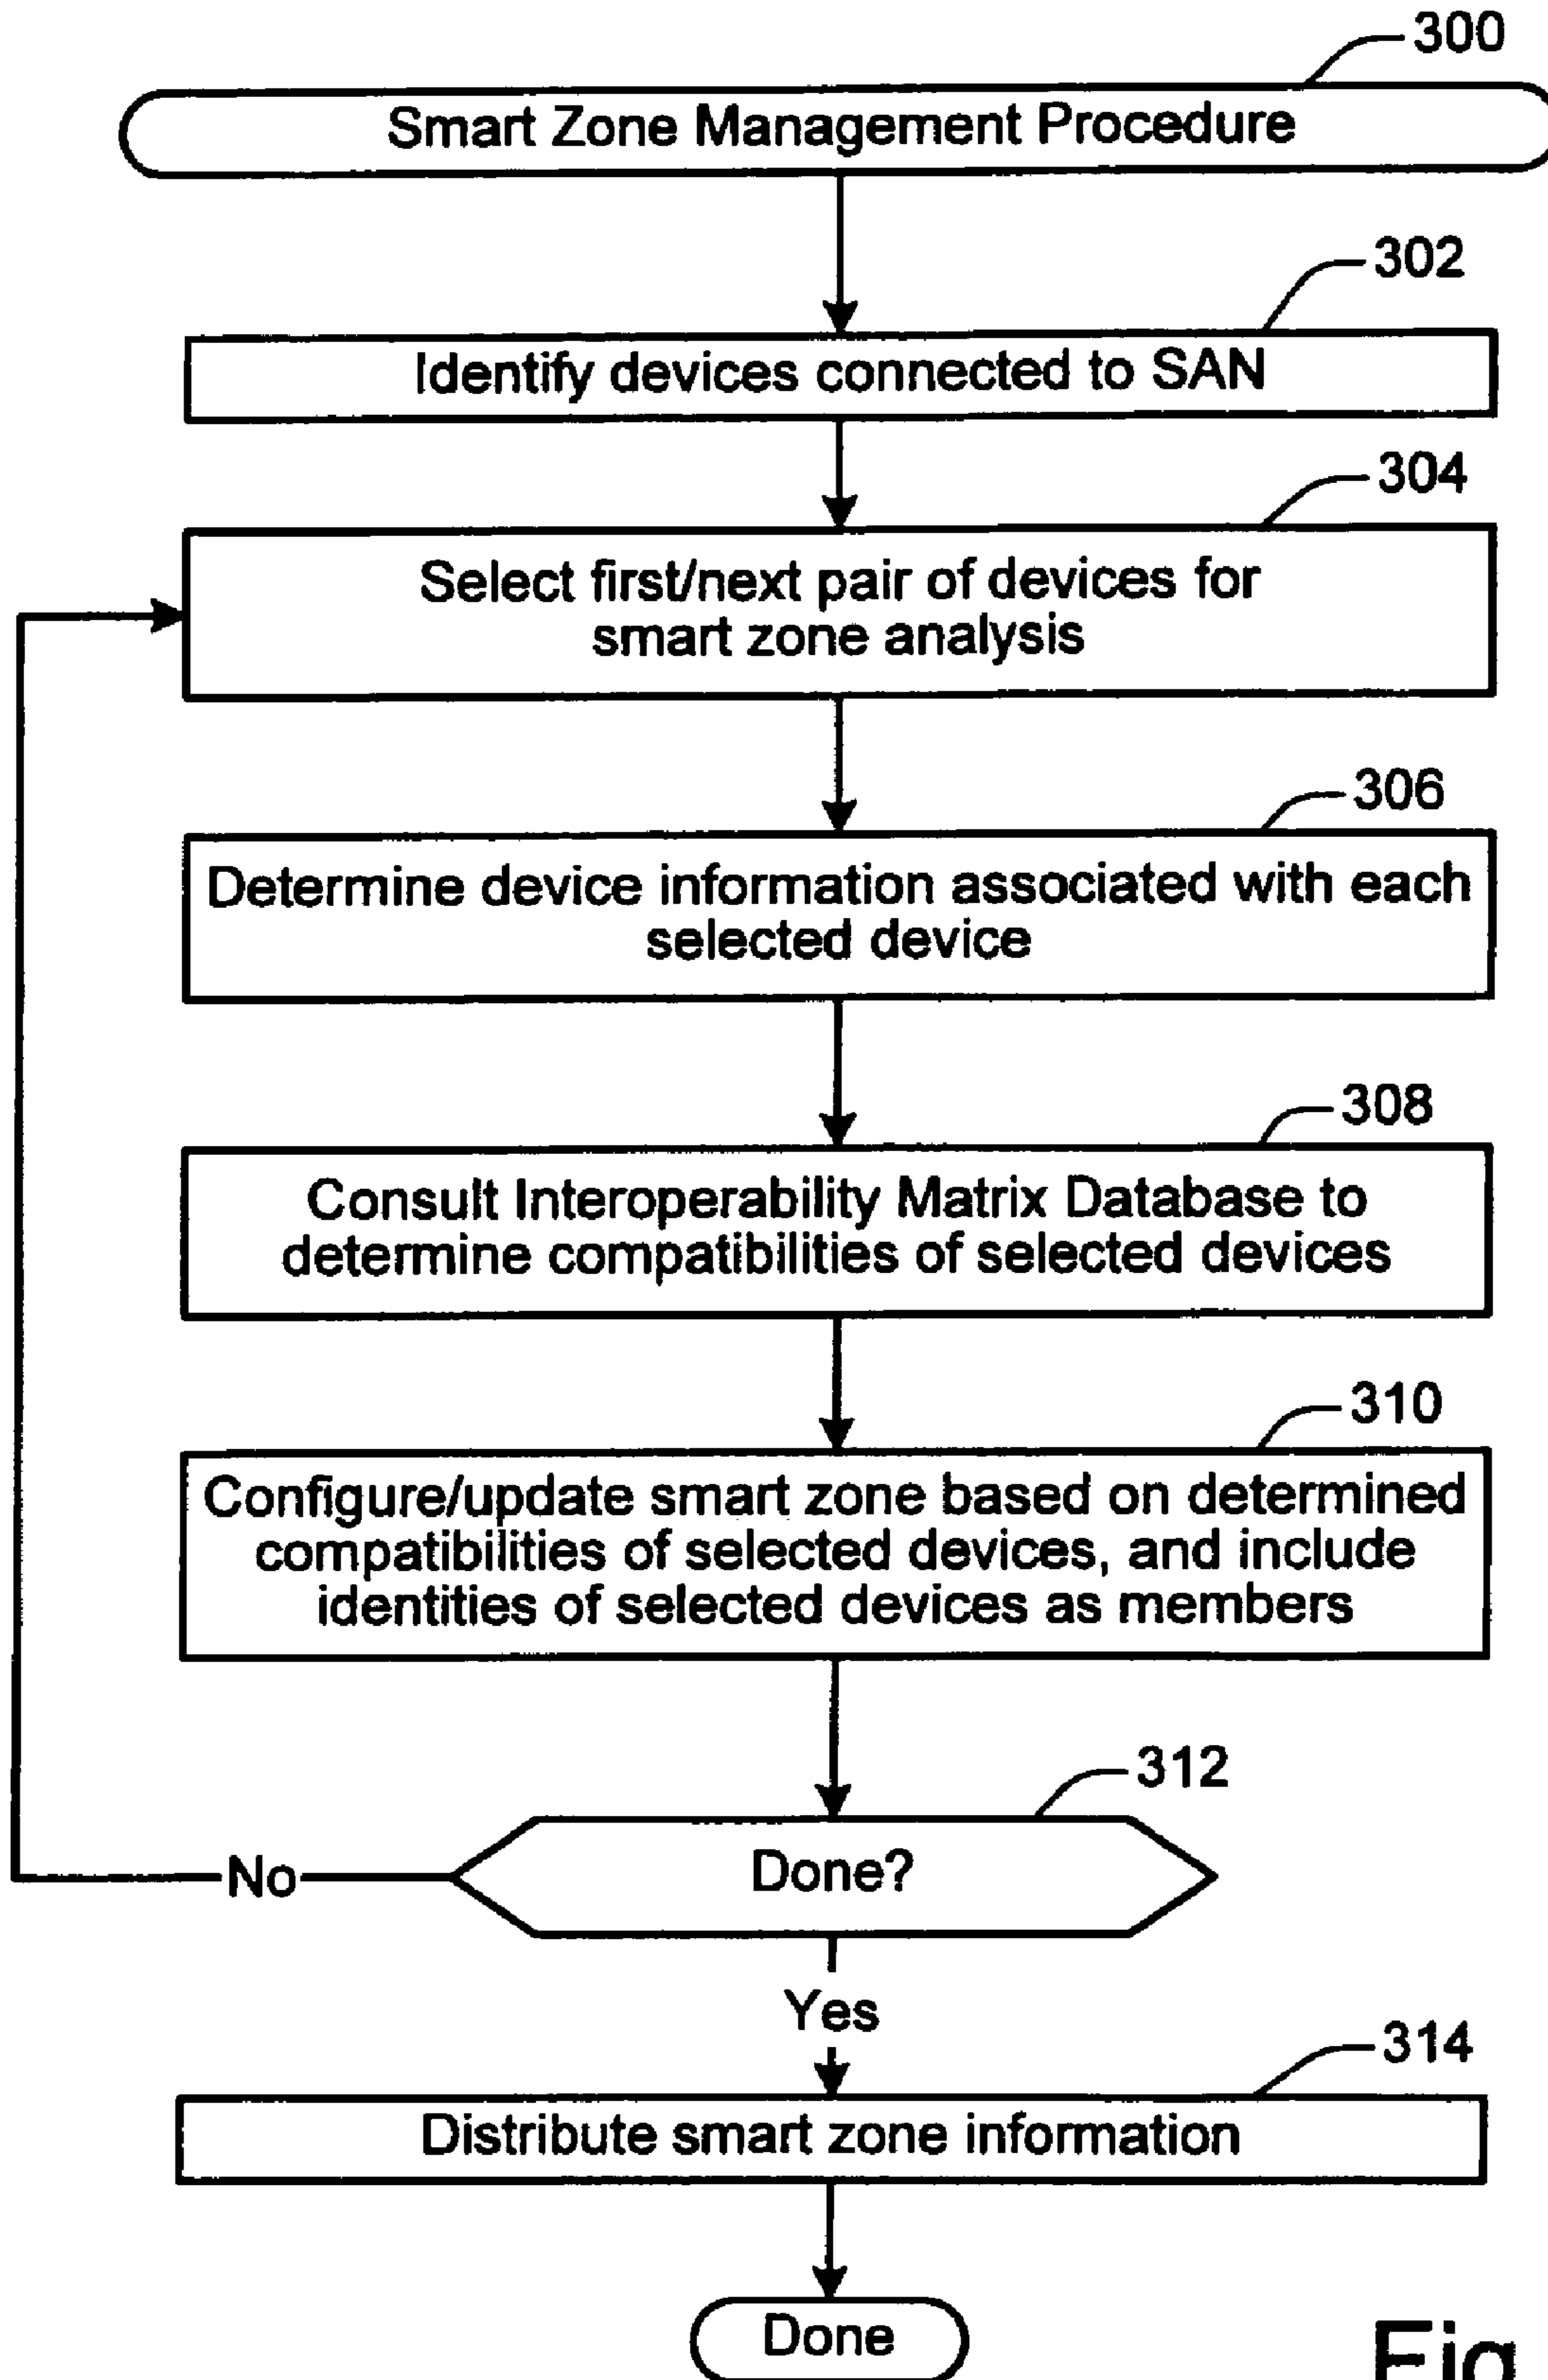 300
Smart Zone Management Procedure
302
Identify devices connected to SAN
304
Select first/next pair of devices for
smart zone analysis
306
Determine device information associated with each
selected device
308
Consult Interoperability Matrix Database to
determine compatibilities of selected devices
310
Configure/update smart zone based on determined
compatibilities of selected devices, and include
identities of selected devices as members
312
Done?
No
Yes
314
Distribute smart zone information
Done
Fig